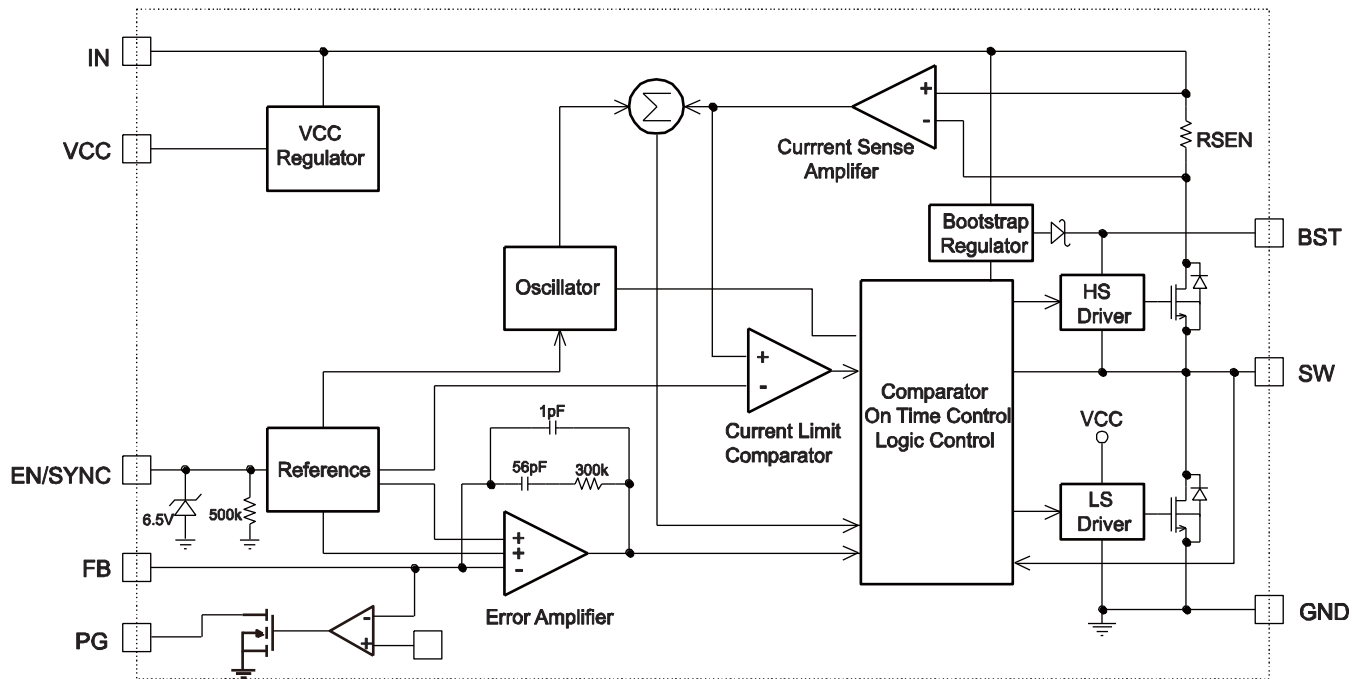 IN
VCC
VCC
Regulator
Σ
+
-
Currrent Sense
Amplifer
RSEN
Bootstrap
Regulator
BST
Oscillator
HS
Driver
+
-
Current Limit
Comparator
Comparator
On Time Control
Logic Control
SW
VCC
1pF
56pF
300k
EN/SYNC
Reference
6.5V
500k
LS
Driver
+
+
-
Error Amplifier
FB
PG
-
+
GND